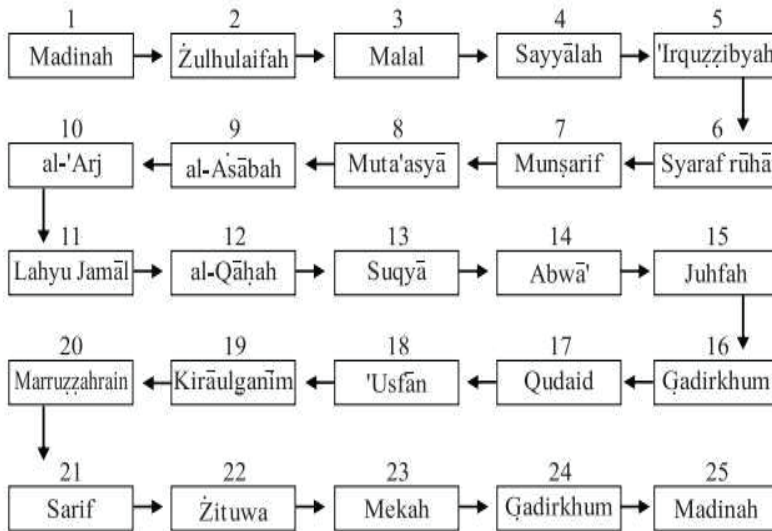 1 2 3 4 5
Madinah Żulhulaifah Malal Sayyālah 'Irquẓẓibyah
10 9 8 7 6
al-'Arj al-Aṡābah Muta'asyā Munṣarif Syaraf rūhā
11 12 13 14 15
Lahyu Jamāl al-Qāḥah Suqyā Abwā' Juhfah
20 19 18 17 16
Marruẓẓahrain Kirāulganīm 'Usfān Qudaid Gadirkhum
21 22 23 24 25
Sarif Żituwa Mekah Gadirkhum Madinah